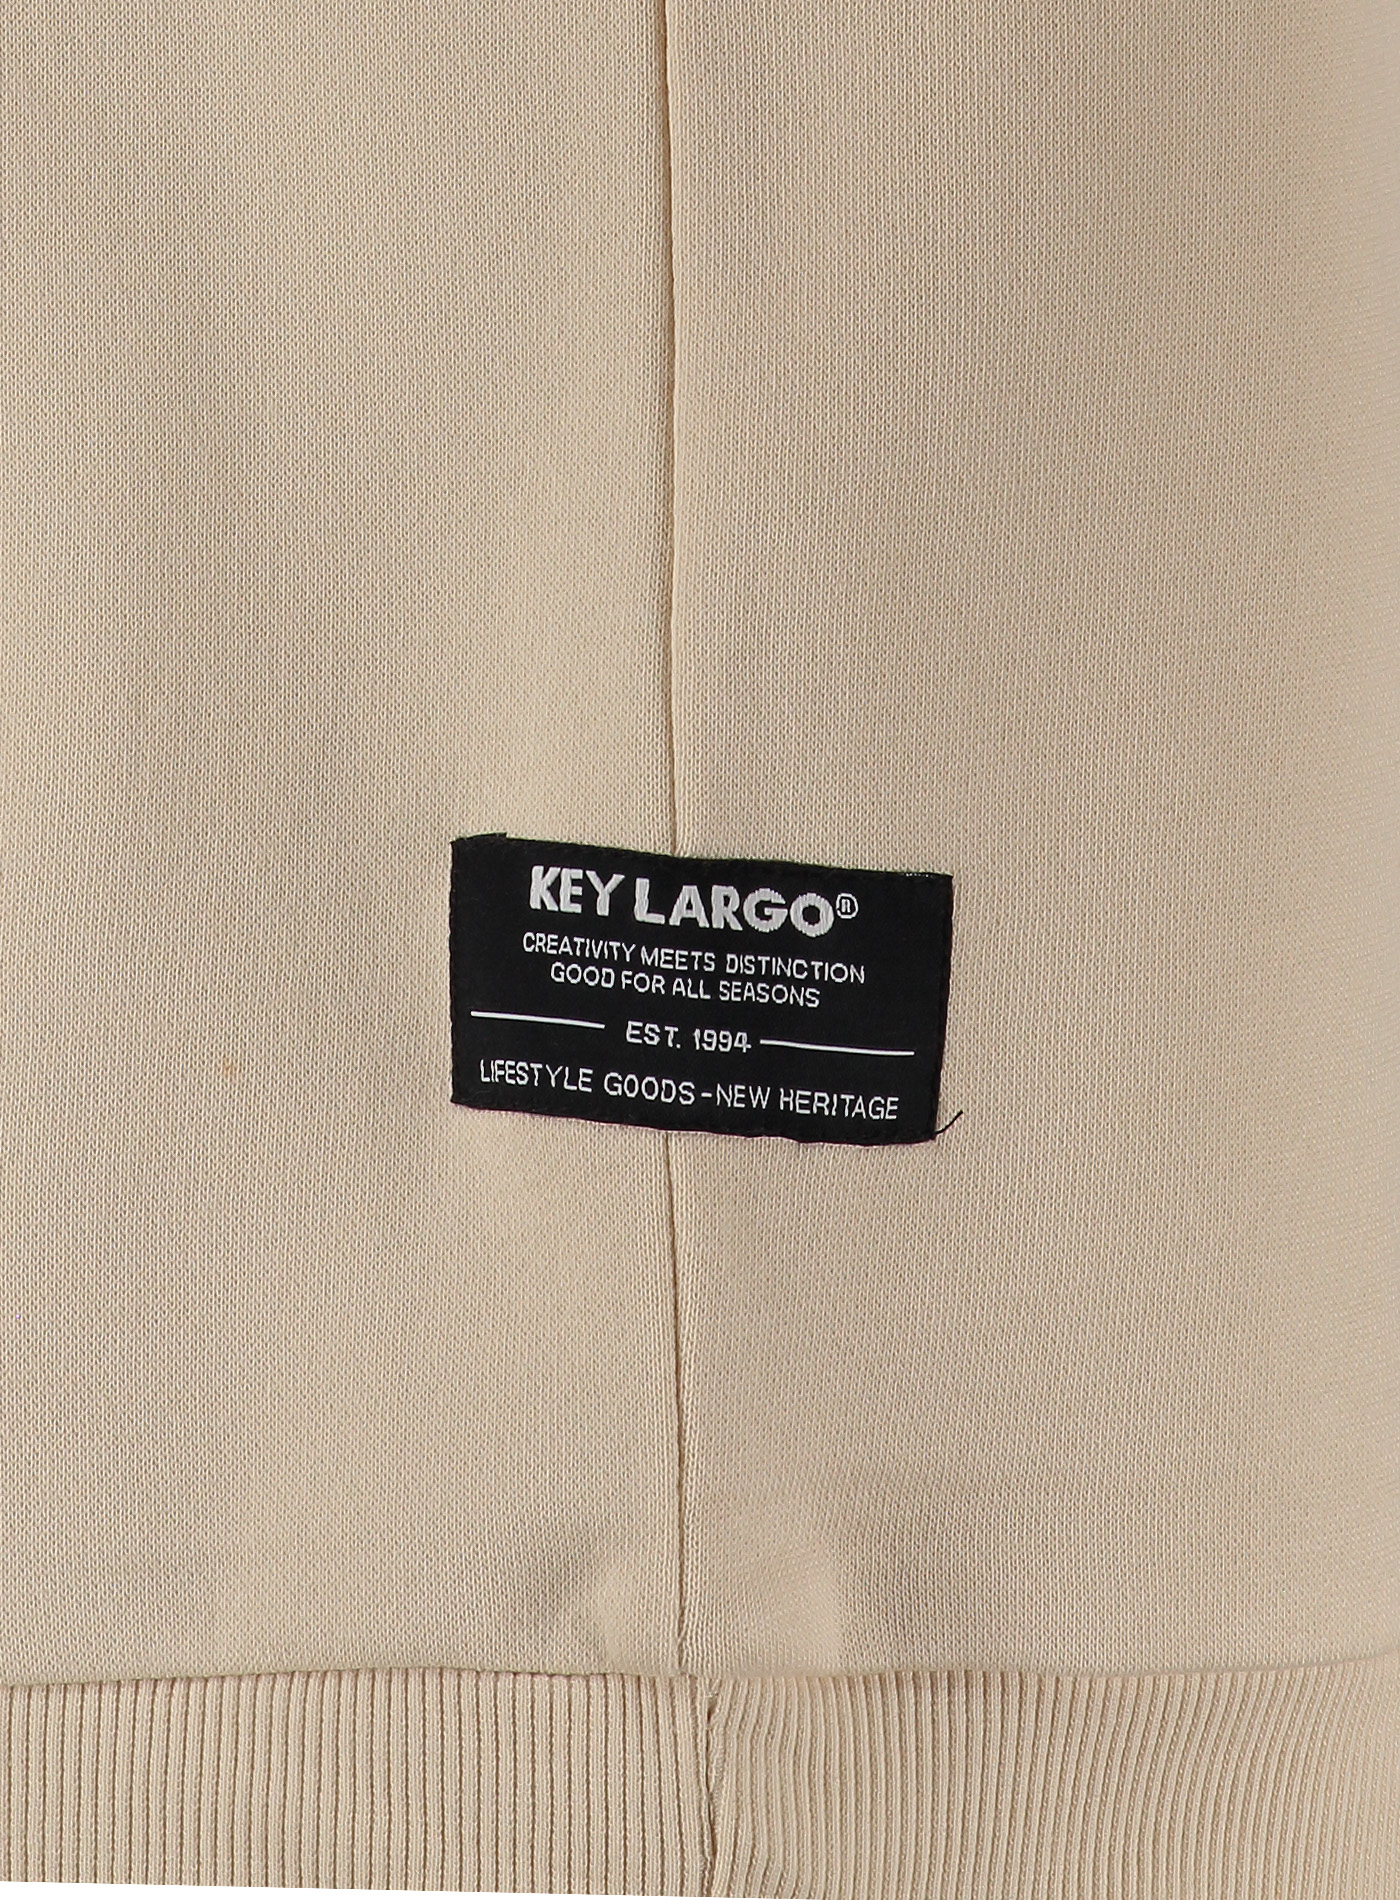 KEY LARGO®
CREATIVITY MEETS DISTINCTION
GOOD FOR ALL SEASONS
EST. 1994
LIFESTYLE GOODS - NEW HERITAGE